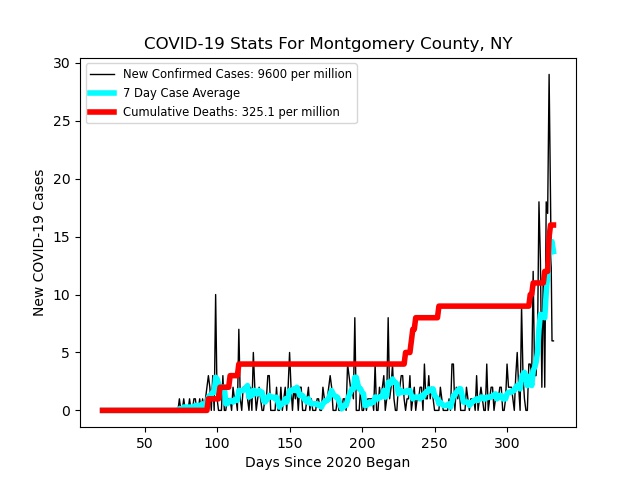 COVID-19 Stats For Montgomery County, NY
New Confirmed Cases: 9600 per million
7 Day Case Average
Cumulative Deaths: 325.1 per million
New COVID-19 Cases
30
25
20
15
10
5
0
50
100
150
200
250
300
Days Since 2020 Began